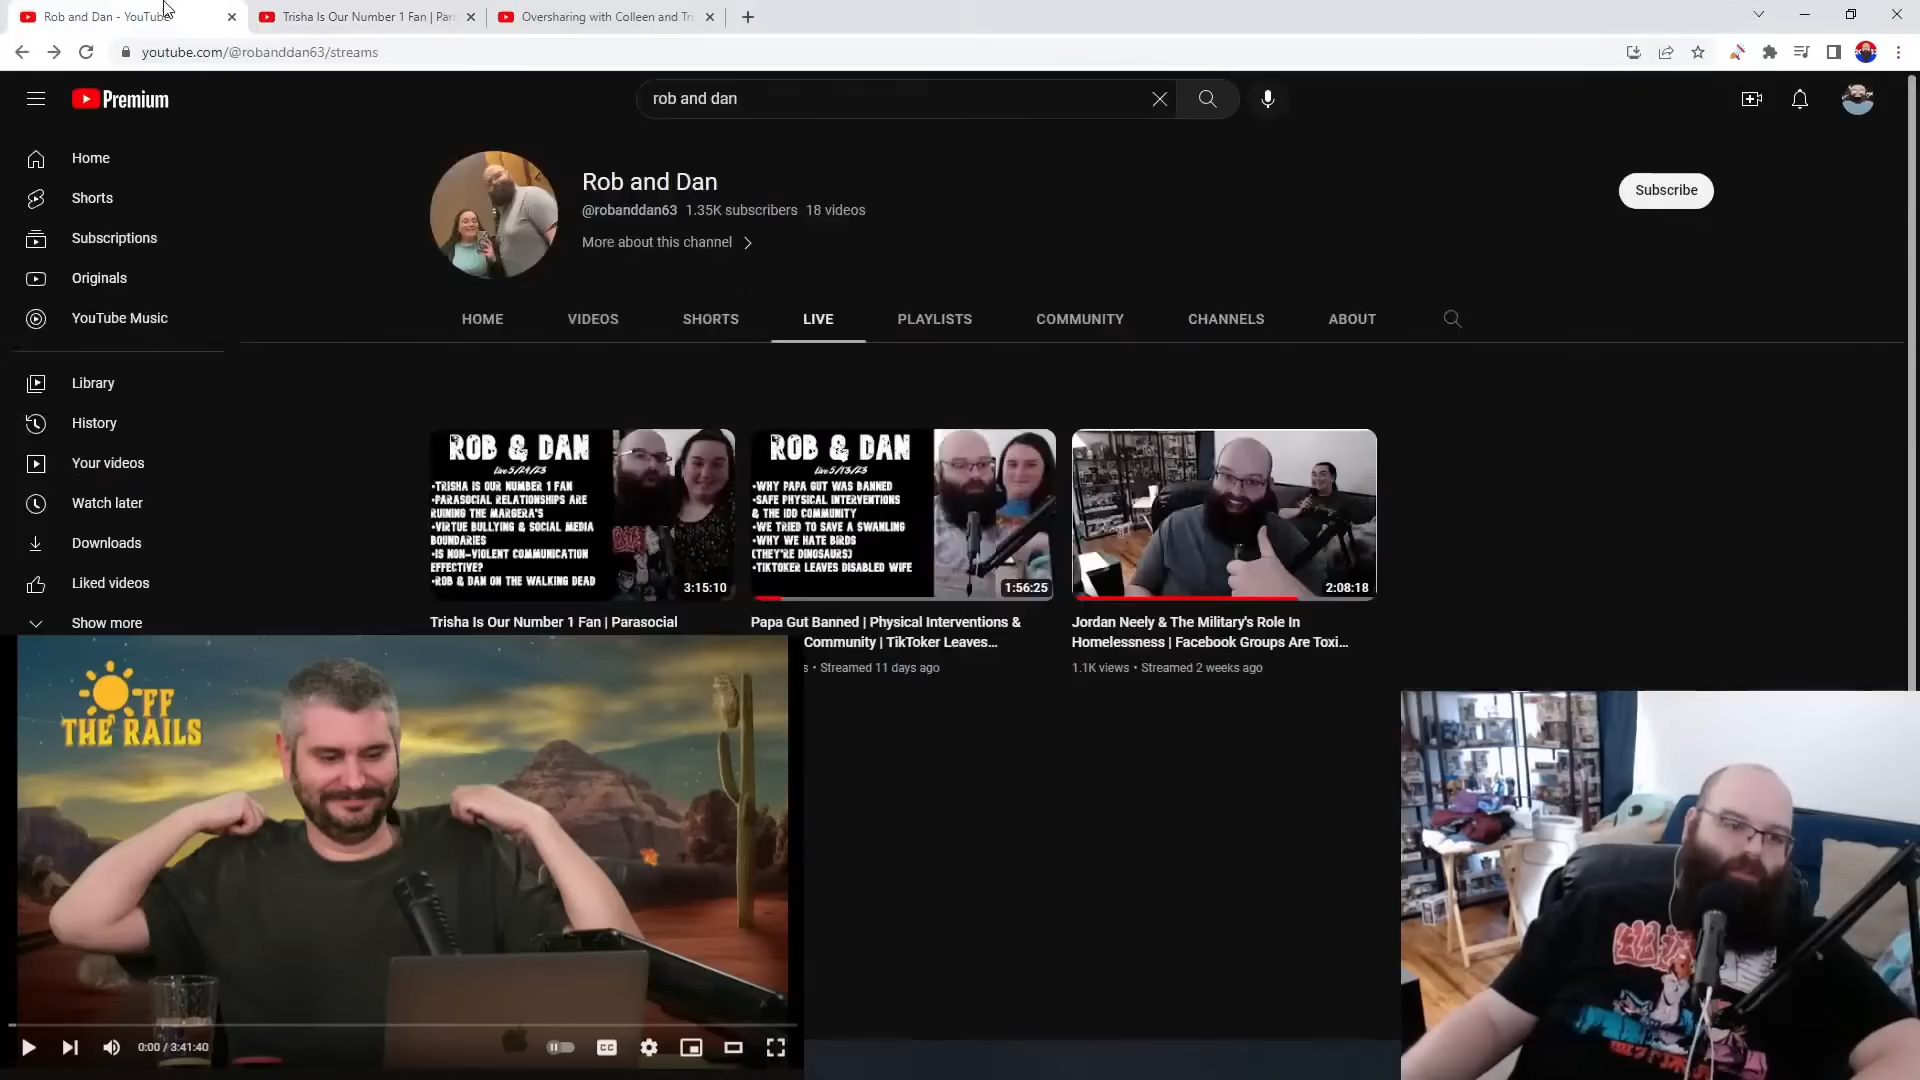 Rob and Dan - YouTube
Trisha Is Our Number 1 Fan | Par
Oversharing with Colleen and Tri
youtube.com/@robanddan63/streams
Premium
rob and dan
Home
Shorts
Subscriptions
Originals
YouTube Music
Library
History
Your videos
Watch later
Downloads
Liked videos
Show more
Rob and Dan
@robanddan63 1.35K subscribers 18 videos
More about this channel
Subscribe
HOME VIDEOS SHORTS LIVE PLAYLISTS COMMUNITY CHANNELS ABOUT
ROB & DAN
Live 5/24/23
•TRISHA IS OUR NUMBER 1 FAN
•PARASOCIAL RELATIONSHIPS ARE
RUINING THE MARGERA'S
•VIRTUE BULLYING & SOCIAL MEDIA
BOUNDARIES
•IS NON-VIOLENT COMMUNICATION
EFFECTIVE?
•ROB & DAN ON THE WALKING DEAD
3:15:10
Trisha Is Our Number 1 Fan | Parasocial
ROB & DAN
Live 5/13/23
•WHY PAPA GUT WAS BANNED
•SAFE PHYSICAL INTERVENTIONS
& THE IDD COMMUNITY
•WE TRIED TO SAVE A SWANLING
•WHY WE HATE BIRDS
(THEY'RE DINOSAURS)
•TIKTOKER LEAVES DISABLED WIFE
1:56:25
Papa Gut Banned | Physical Interventions &
Community | TikToker Leaves...
s • Streamed 11 days ago
2:08:18
Jordan Neely & The Military's Role In
Homelessness | Facebook Groups Are Toxi...
1.1K views • Streamed 2 weeks ago
OFF
THE RAILS
0:00 / 3:41:40
CC